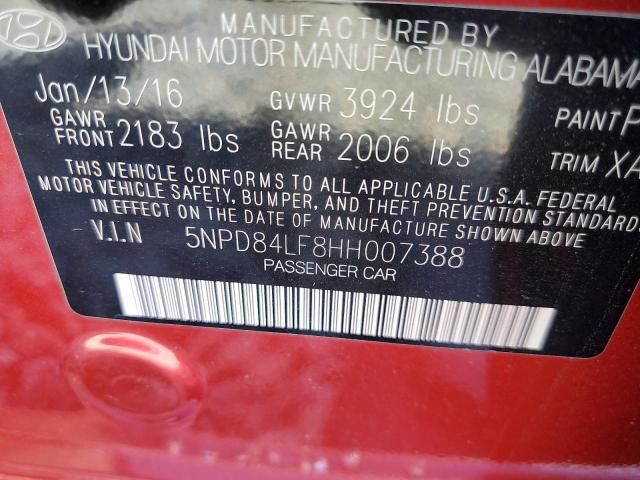 MANUFACTURED BY
HYUNDAI MOTOR MANUFACTURING ALABAMA
Jan/13/16 GVWR 3924 lbs PAINT P
GAWR FRONT 2183 lbs GAWR REAR 2006 lbs TRIM XA
THIS VEHICLE CONFORMS TO ALL APPLICABLE U.S.A. FEDERAL
MOTOR VEHICLE SAFETY, BUMPER, AND THEFT PREVENTION STANDARDS
IN EFFECT ON THE DATE OF MANUFACTURE SHOWN ABOVE
V.I.N 5NPD84LF8HH007388
PASSENGER CAR